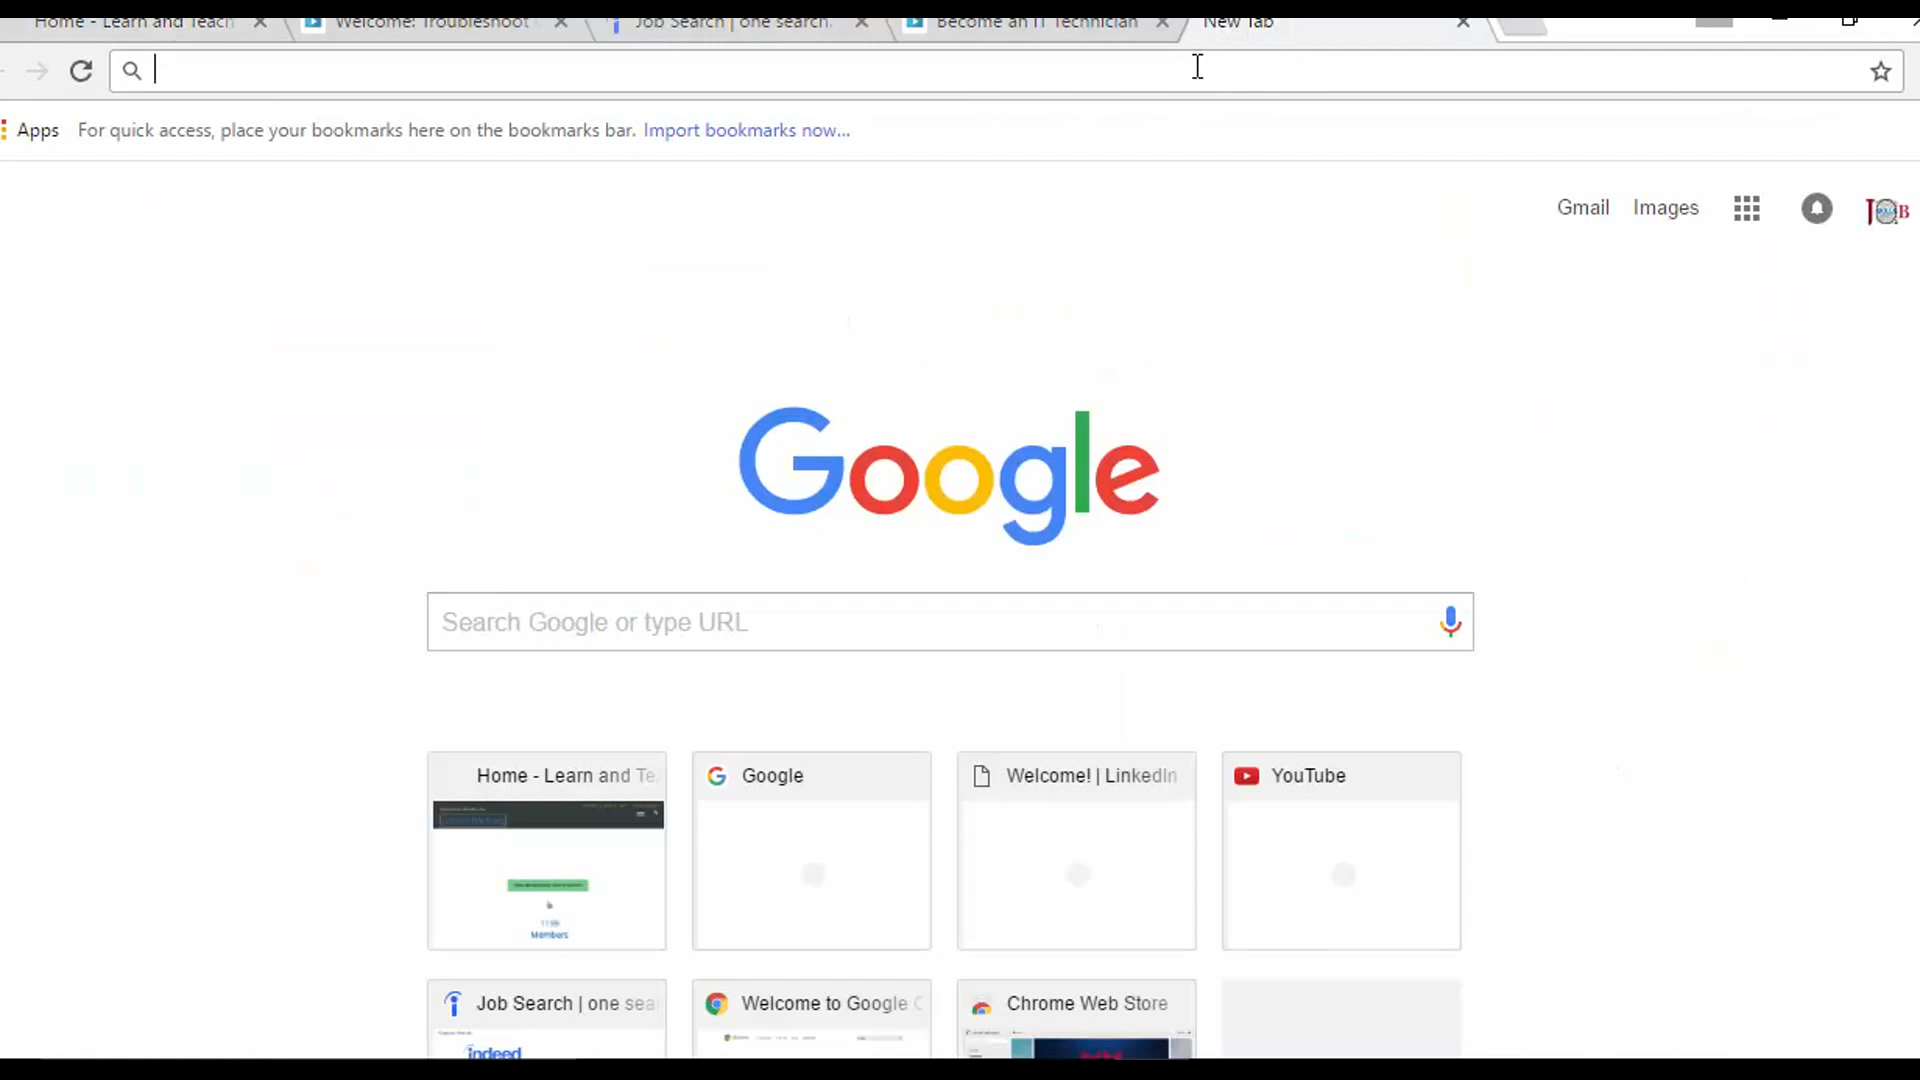 Home - Learn and Teach
Welcome: Troubleshoot
Job Search | one search.
Become an IT Technician
New Tab
Apps
For quick access, place your bookmarks here on the bookmarks bar. Import bookmarks now...
Gmail
Images
JOB
Google
Search Google or type URL
Home - Learn and Te
Google
Welcome! | LinkedIn
YouTube
Members
Job Search | one sea
Welcome to Google C
Chrome Web Store
indeed